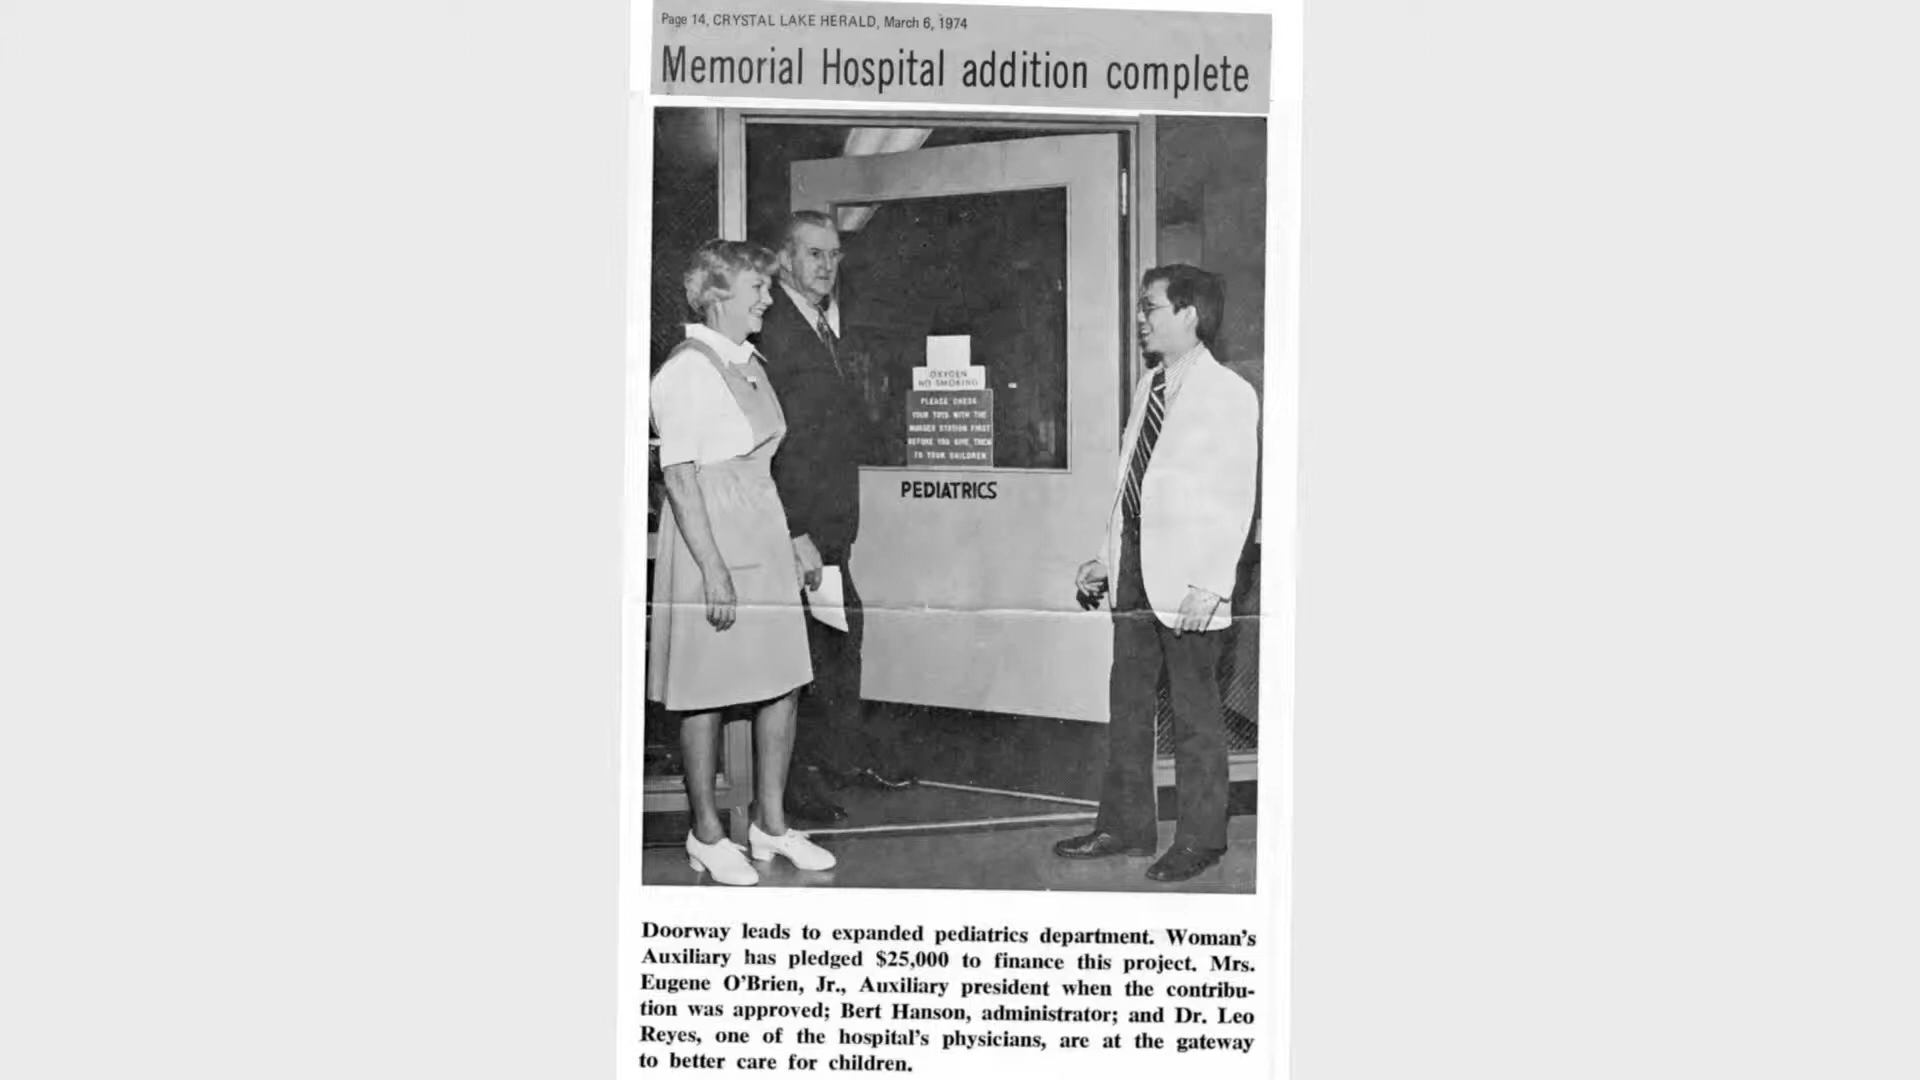 Page 14, CRYSTAL LAKE HERALD, March 6, 1974
Memorial Hospital addition complete
OXYGEN
NO SMOKING
PLEASE CHECK
YOUR TOYS WITH THE
NURSES STATION FIRST
BEFORE YOU GIVE THEM
TO YOUR CHILDREN
PEDIATRICS
Doorway leads to expanded pediatrics department. Woman's
Auxiliary has pledged $25,000 to finance this project. Mrs.
Eugene O'Brien, Jr., Auxiliary president when the contribu-
tion was approved; Bert Hanson, administrator; and Dr. Leo
Reyes, one of the hospital's physicians, are at the gateway
to better care for children.